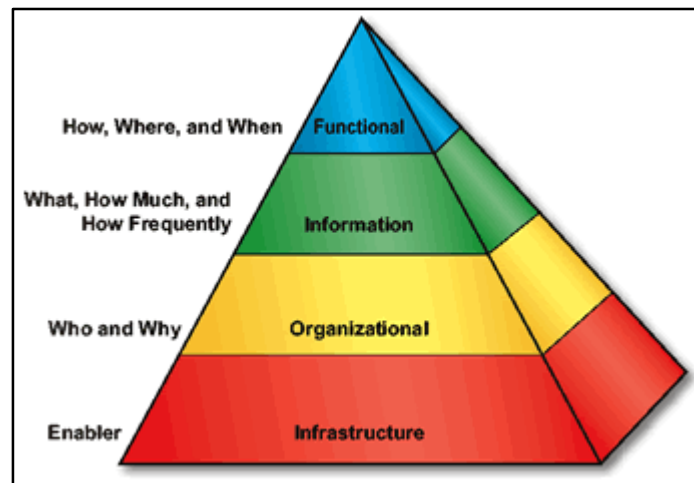 How, Where, and When Functional
What, How Much, and
How Frequently Information
Who and Why Organizational
Enabler Infrastructure